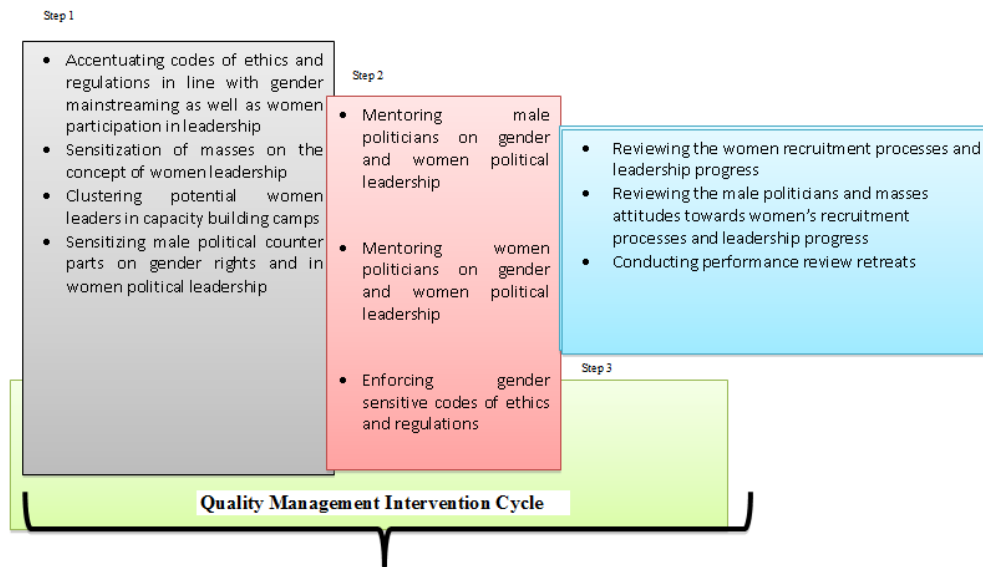 Step 1
• Accentuating codes of ethics and
regulations in line with gender
mainstreaming as well as women
participation in leadership
• Sensitization of masses on the
concept of women leadership
• Clustering potential women
leaders in capacity building camps
• Sensitizing male political counter
parts on gender rights and in
women political leadership
Step 2
• Mentoring male
politicians on gender
and women political
leadership
• Mentoring women
politicians on gender
and women political
leadership
• Enforcing gender
sensitive codes of ethics
and regulations
• Reviewing the women recruitment processes and
leadership progress
• Reviewing the male politicians and masses
attitudes towards women's recruitment
processes and leadership progress
• Conducting performance review retreats
Step 3
Quality Management Intervention Cycle